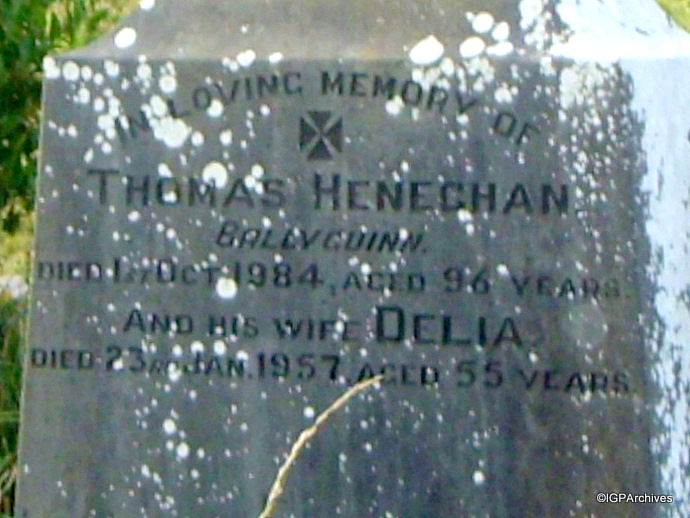 IN LOVING MEMORY OF
THOMAS HENEGHAN
BALLYGUINN.
DIED 1ST OCT. 1984, AGED 96 YEARS.
AND HIS WIFE DELIA,
DIED 23RD JAN. 1957, AGED 55 YEARS.
©IGPArchives